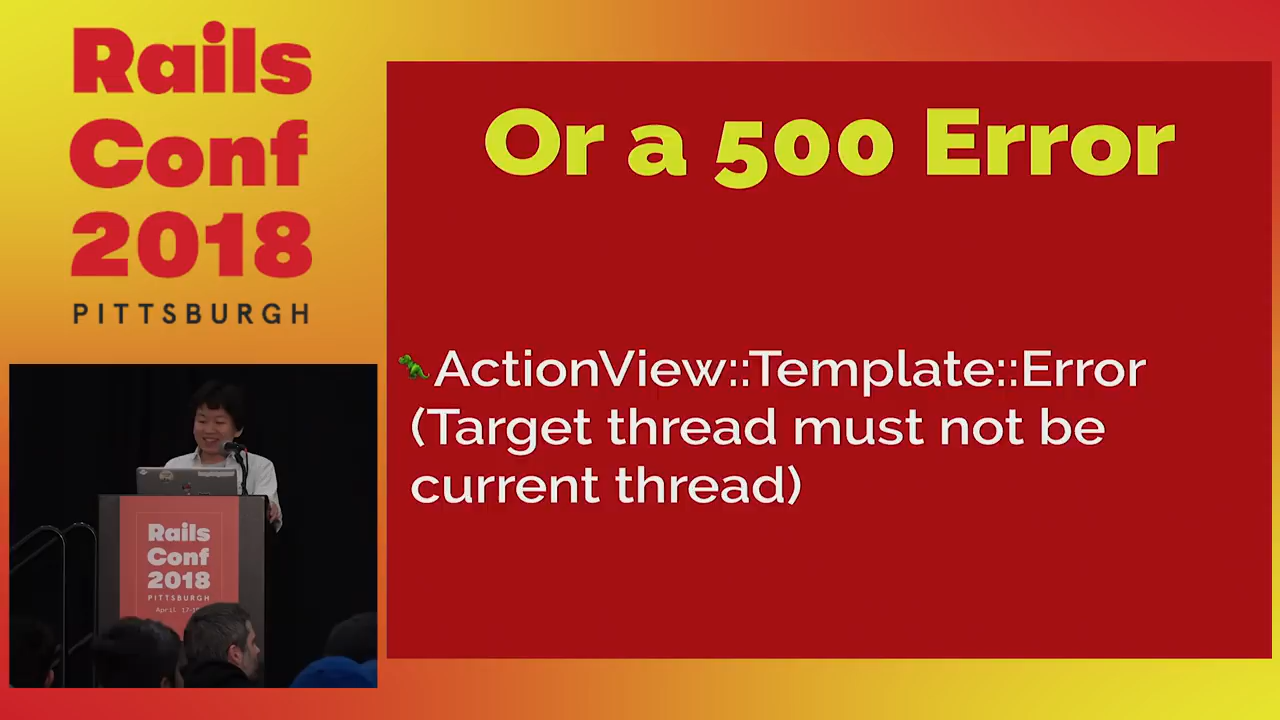 Rails
Conf
2018
PITTSBURGH
Or a 500 Error
ActionView::Template::Error
(Target thread must not be
current thread)
Rails
Conf
2018
PITTSBURGH
April